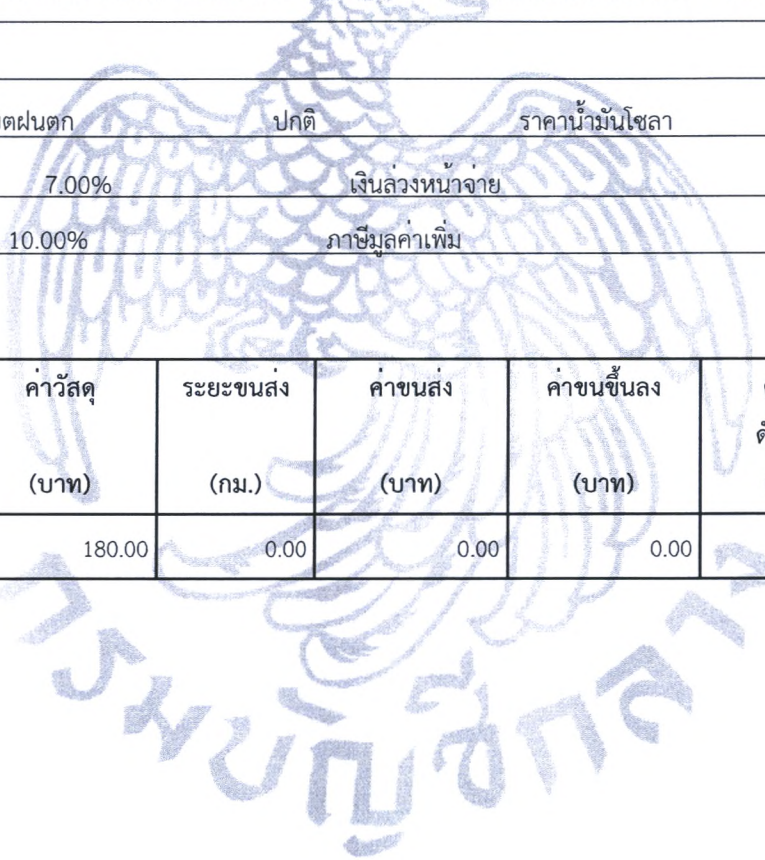 ปกติ ราคาน้ำมันโซลา
7.00% เงินล่วงหน้าจ่าย
10.00% ภาษีมูลค่าเพิ่ม
ค่าวัสดุ ระยะขนส่ง ค่าขนส่ง ค่าขนขึ้นลง
(บาท) (กม.) (บาท) (บาท)
180.00 0.00 0.00 0.00
กรมบัญชีกลาง